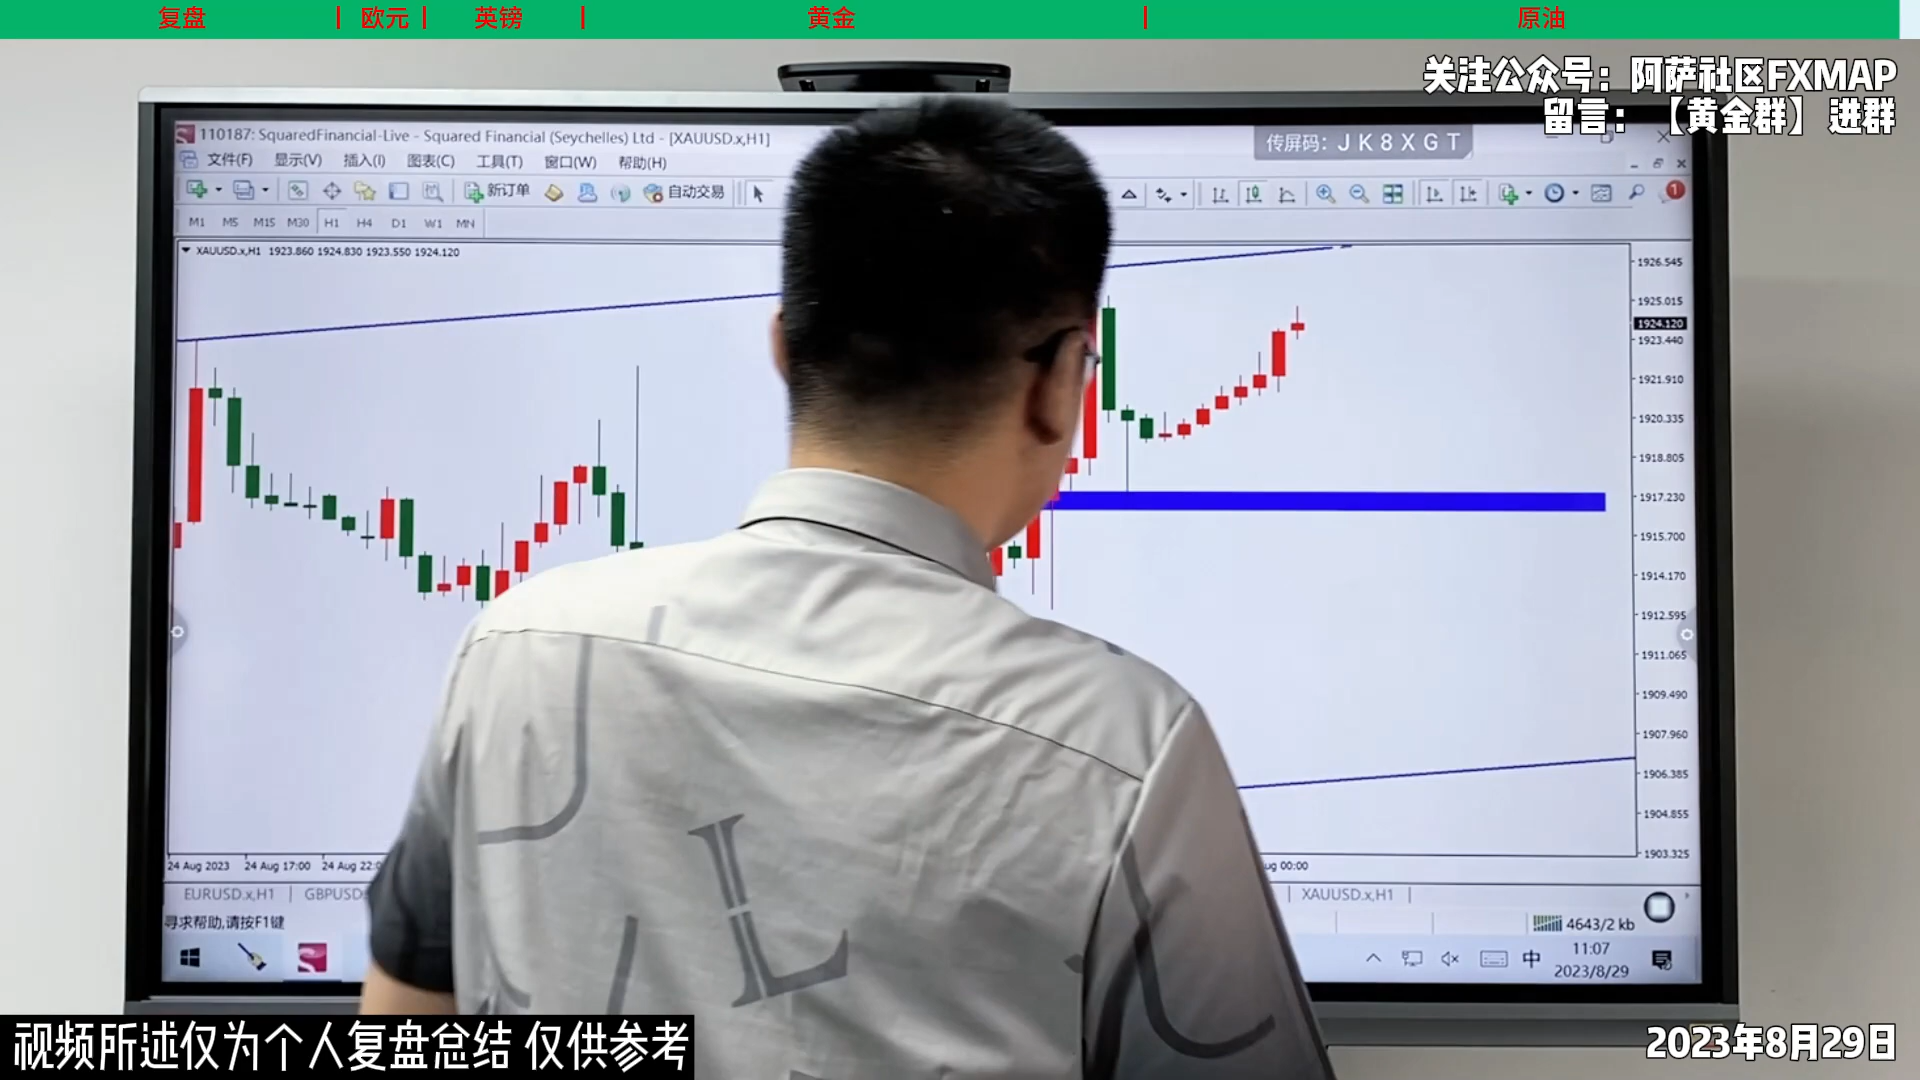 复盘 欧元 英镑 黄金 原油
关注公众号：阿萨社区FXMAP
留言：【黄金群】进群
110187: SquaredFinancial-Live - Squared Financial (Seychelles) Ltd - [XAUUSD.x,H1]
传屏码：JK8XGT
文件(F) 显示(V) 插入(I) 图表(C) 工具(T) 窗口(W) 帮助(H)
新订单 自动交易
1
M1 M5 M15 M30 H1 H4 D1 W1 MN
XAUUSD.x,H1 1923.860 1924.830 1923.550 1924.120
1926.545
1925.015
1924.120
1923.440
1921.910
1920.335
1918.805
1917.230
1915.700
1914.170
1912.595
1911.065
1909.490
1907.960
1906.385
1904.855
1903.325
24 Aug 2023 24 Aug 17:00
EURUSD.x,H1 XAUUSD.x,H1
寻求帮助,请按F1键
4643/2 kb
中
11:07
2023/8/29
L
视频所述仅为个人复盘总结 仅供参考
2023年8月29日